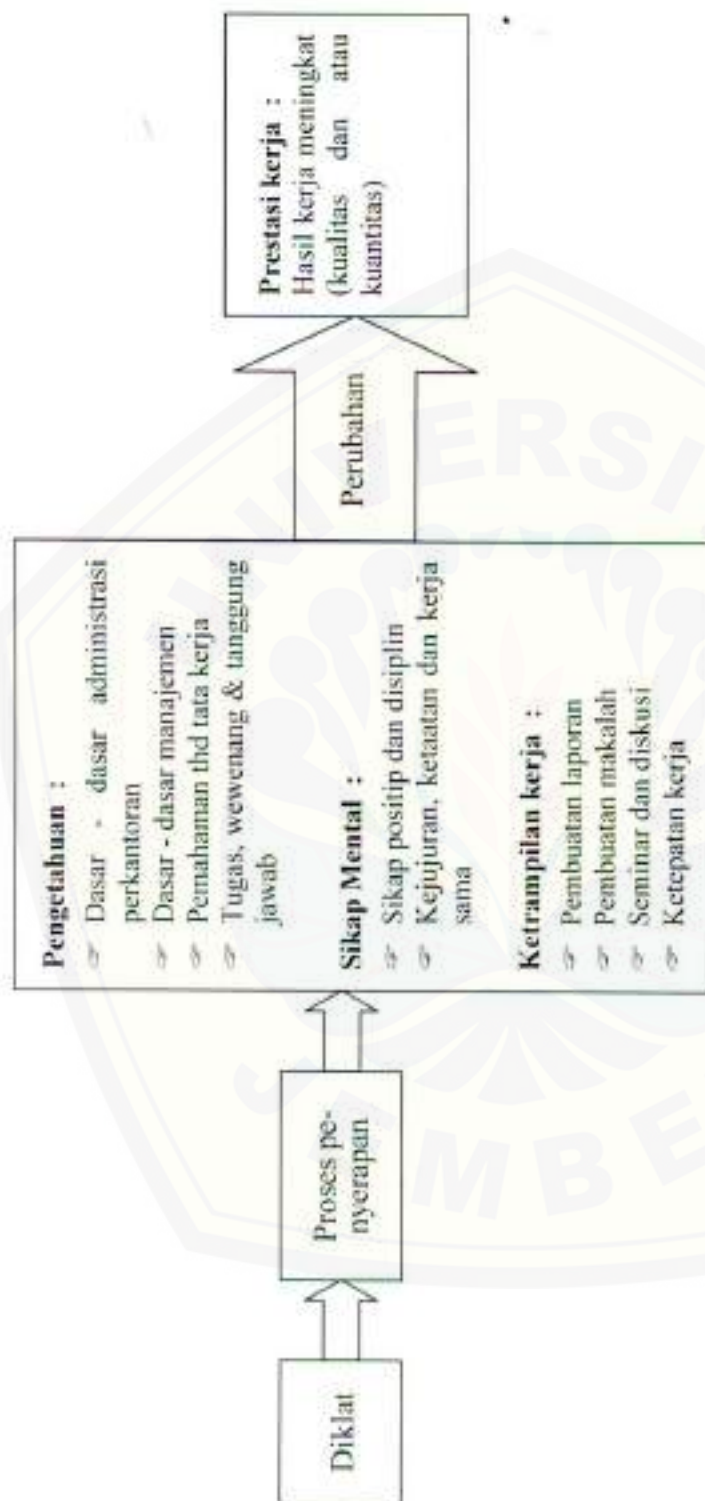 Diklat
Proses pe-
nyerapan
Pengetahuan :
☞ Dasar - dasar administrasi
perkantoran
☞ Dasar - dasar manajemen
☞ Pemahaman thd tata kerja
☞ Tugas, wewenang & tanggung
jawab
Sikap Mental :
☞ Sikap positip dan disiplin
☞ Kejujuran, ketaatan dan kerja
sama
Ketrampilan kerja :
☞ Pembuatan laporan
☞ Pembuatan makalah
☞ Seminar dan diskusi
☞ Ketepatan kerja
Perubahan
Prestasi kerja :
Hasil kerja meningkat
(kualitas dan atau
kuantitas)
UNIVERSI
JEMBE